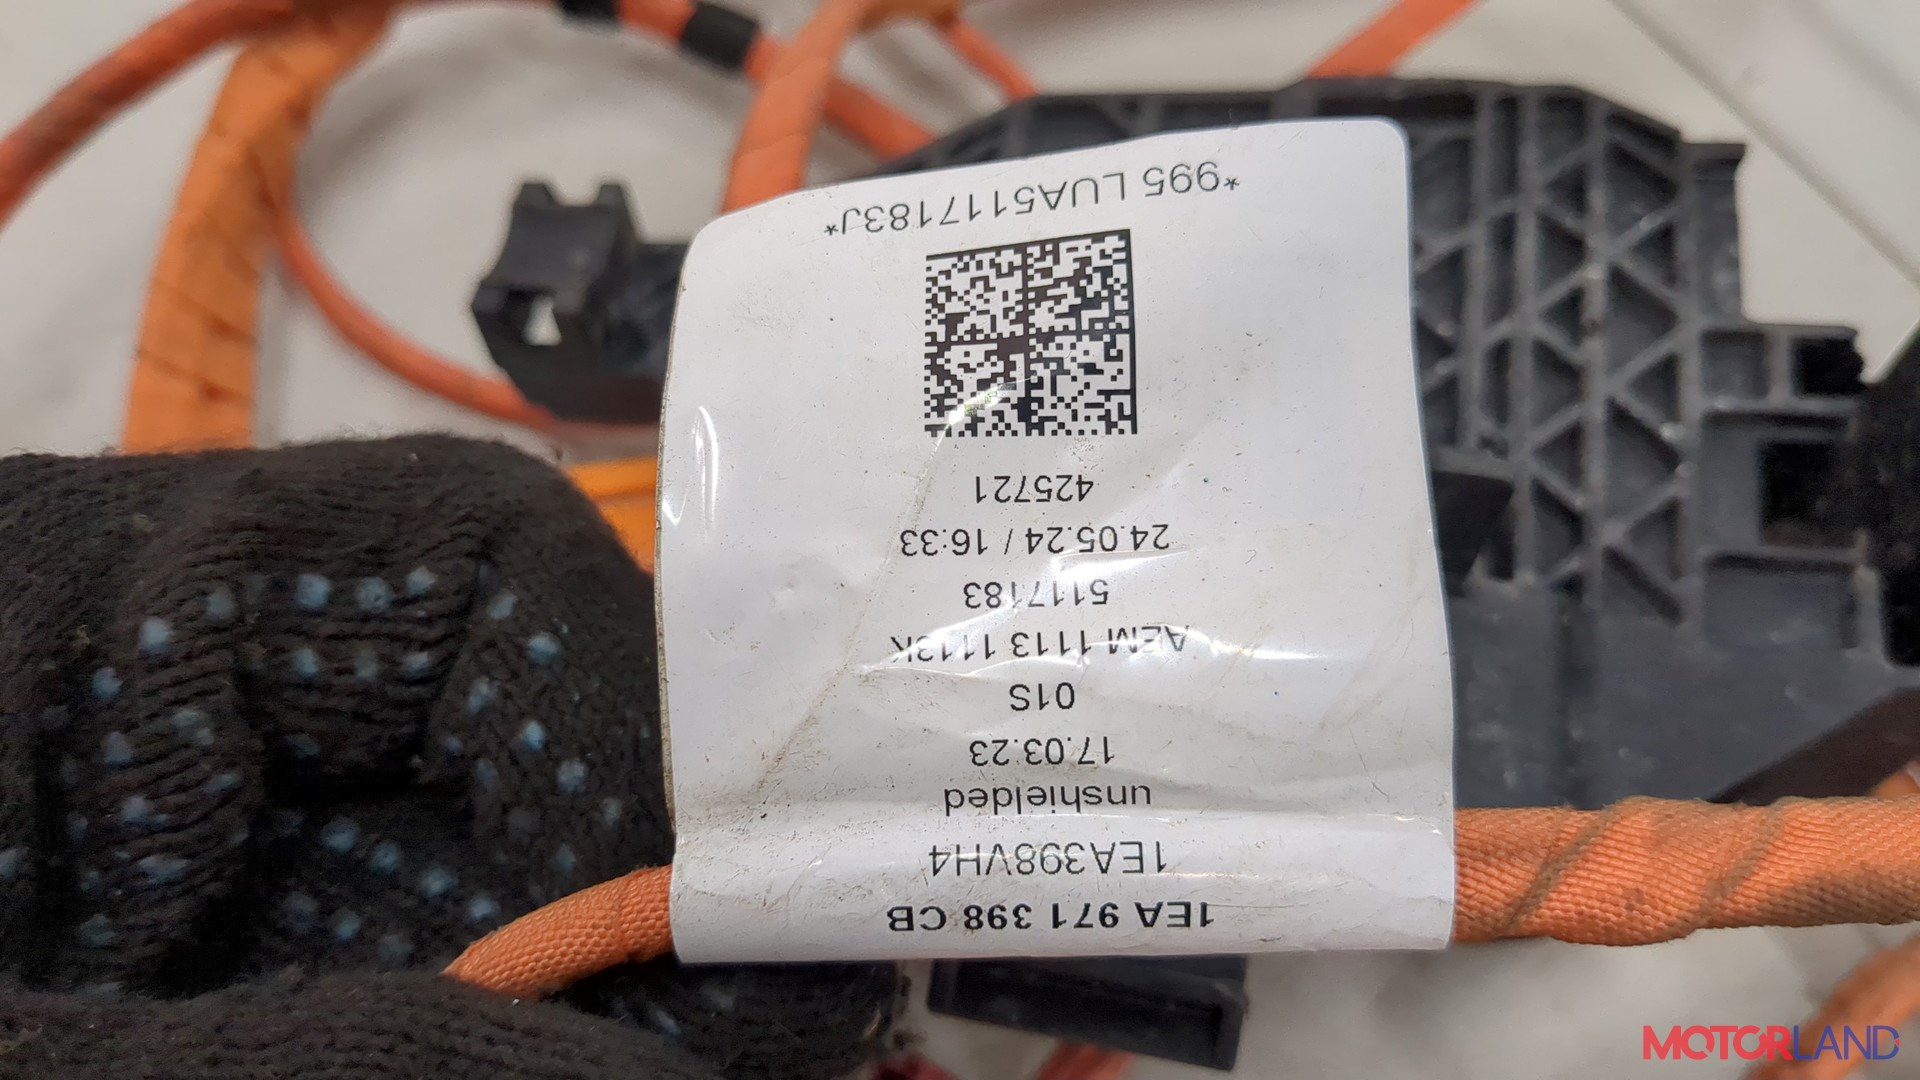 1EA 971 398 CB
1EA398VH4
unshielded
17.03.23
01S
1113 1113K
5117183
24.05.24 / 16:33
425721
*995 LUA5117183J*
MOTORLAND